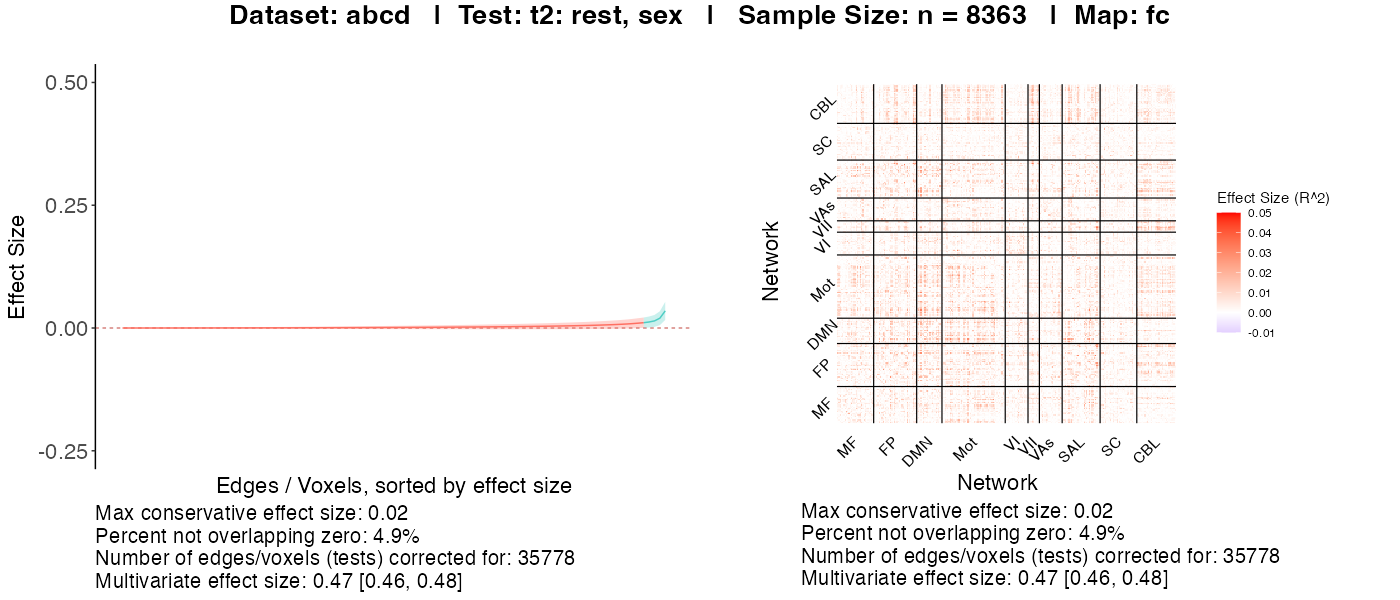 Dataset: abcd | Test: t2: rest, sex | Sample Size: n = 8363 | Map: fc
0.50
0.25
0.00
-0.25
Effect Size
Edges / Voxels, sorted by effect size
Max conservative effect size: 0.02
Percent not overlapping zero: 4.9%
Number of edges/voxels (tests) corrected for: 35778
Multivariate effect size: 0.47 [0.46, 0.48]
Network
CBL
SC
SAL
VAs
VII
VI
Mot
DMN
FP
MF
MF
FP
DMN
Mot
VI
VII
VAs
SAL
SC
CBL
Network
Effect Size (R^2)
0.05
0.04
0.03
0.02
0.01
0.00
-0.01
Max conservative effect size: 0.02
Percent not overlapping zero: 4.9%
Number of edges/voxels (tests) corrected for: 35778
Multivariate effect size: 0.47 [0.46, 0.48]